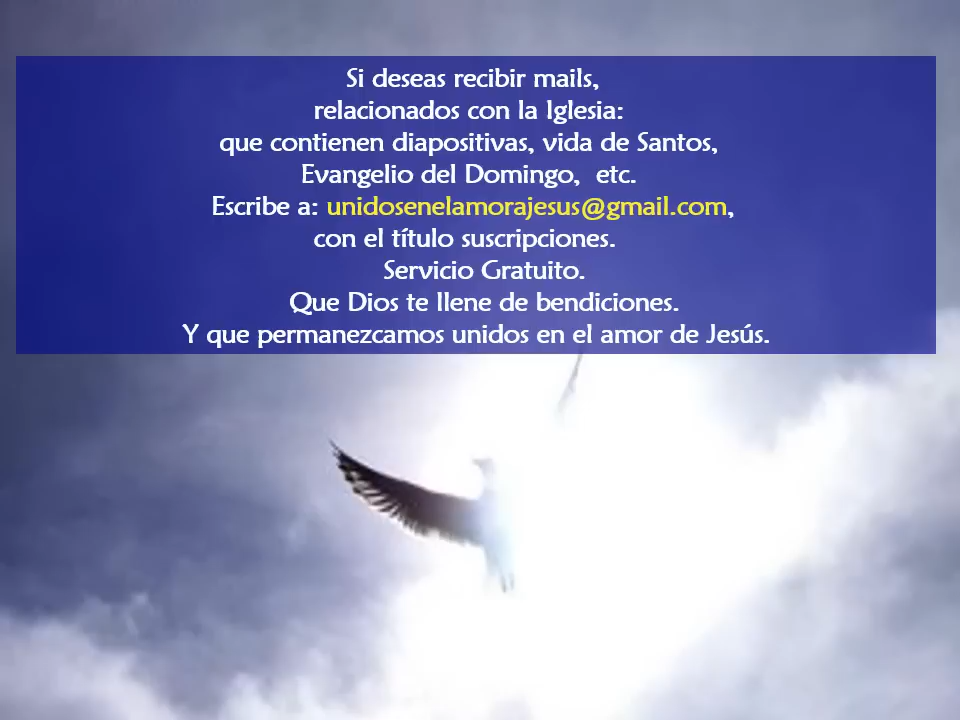 Si deseas recibir mails,
relacionados con la Iglesia:
que contienen diapositivas, vida de Santos,
Evangelio del Domingo, etc.
Escribe a: unidosenelamorajesus@gmail.com,
con el título suscripciones.
Servicio Gratuito.
Que Dios te llene de bendiciones.
Y que permanezcamos unidos en el amor de Jesús.